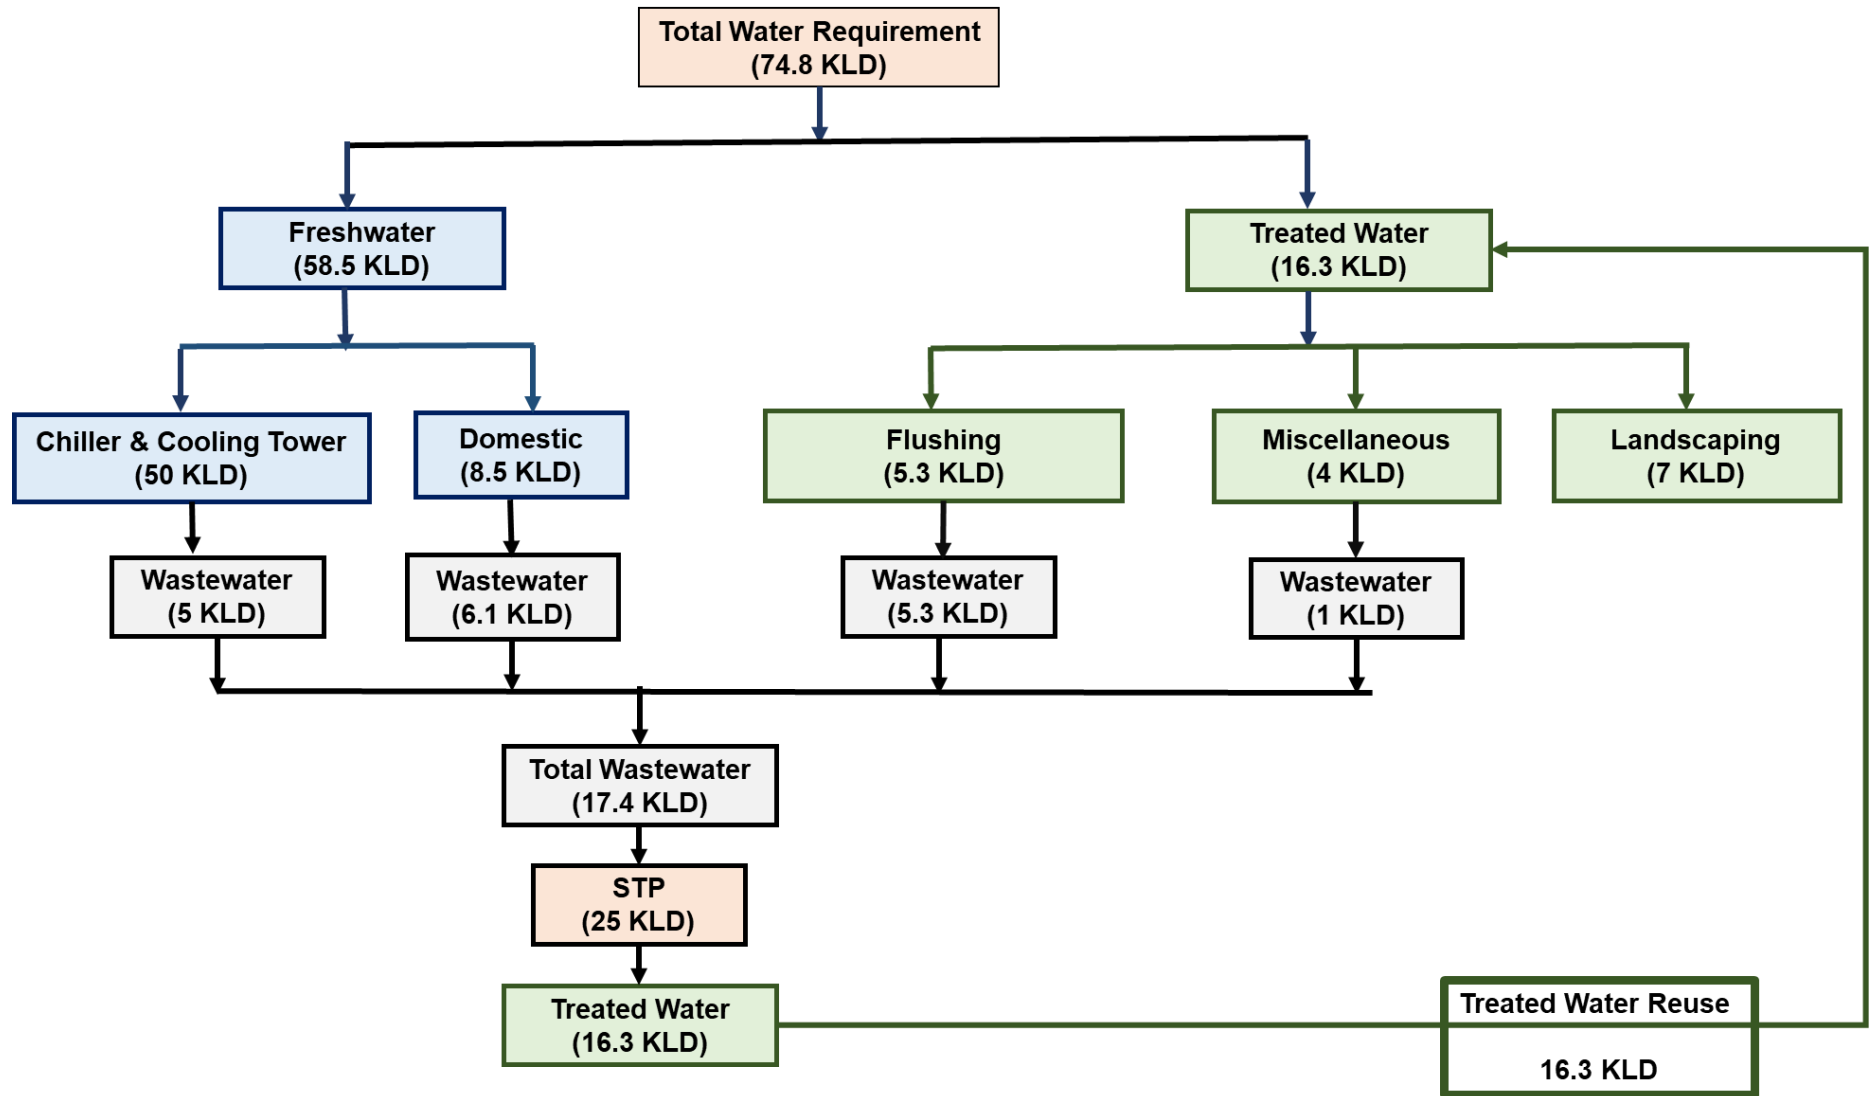 Total Water Requirement
(74.8 KLD)
Freshwater
(58.5 KLD)
Treated Water
(16.3 KLD)
Chiller & Cooling Tower
(50 KLD)
Domestic
(8.5 KLD)
Flushing
(5.3 KLD)
Miscellaneous
(4 KLD)
Landscaping
(7 KLD)
Wastewater
(5 KLD)
Wastewater
(6.1 KLD)
Wastewater
(5.3 KLD)
Wastewater
(1 KLD)
Total Wastewater
(17.4 KLD)
STP
(25 KLD)
Treated Water
(16.3 KLD)
Treated Water Reuse
16.3 KLD